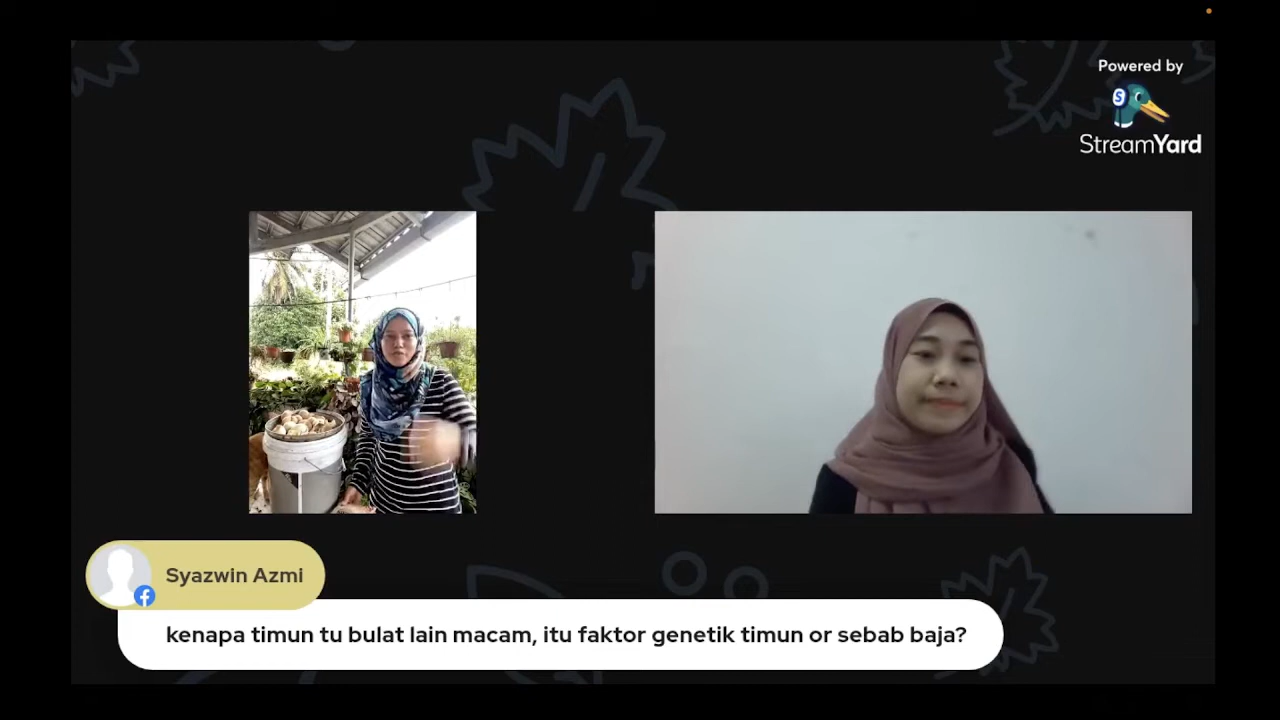 Powered by
StreamYard
Syazwin Azmi
kenapa timun tu bulat lain macam, itu faktor genetik timun or sebab baja?